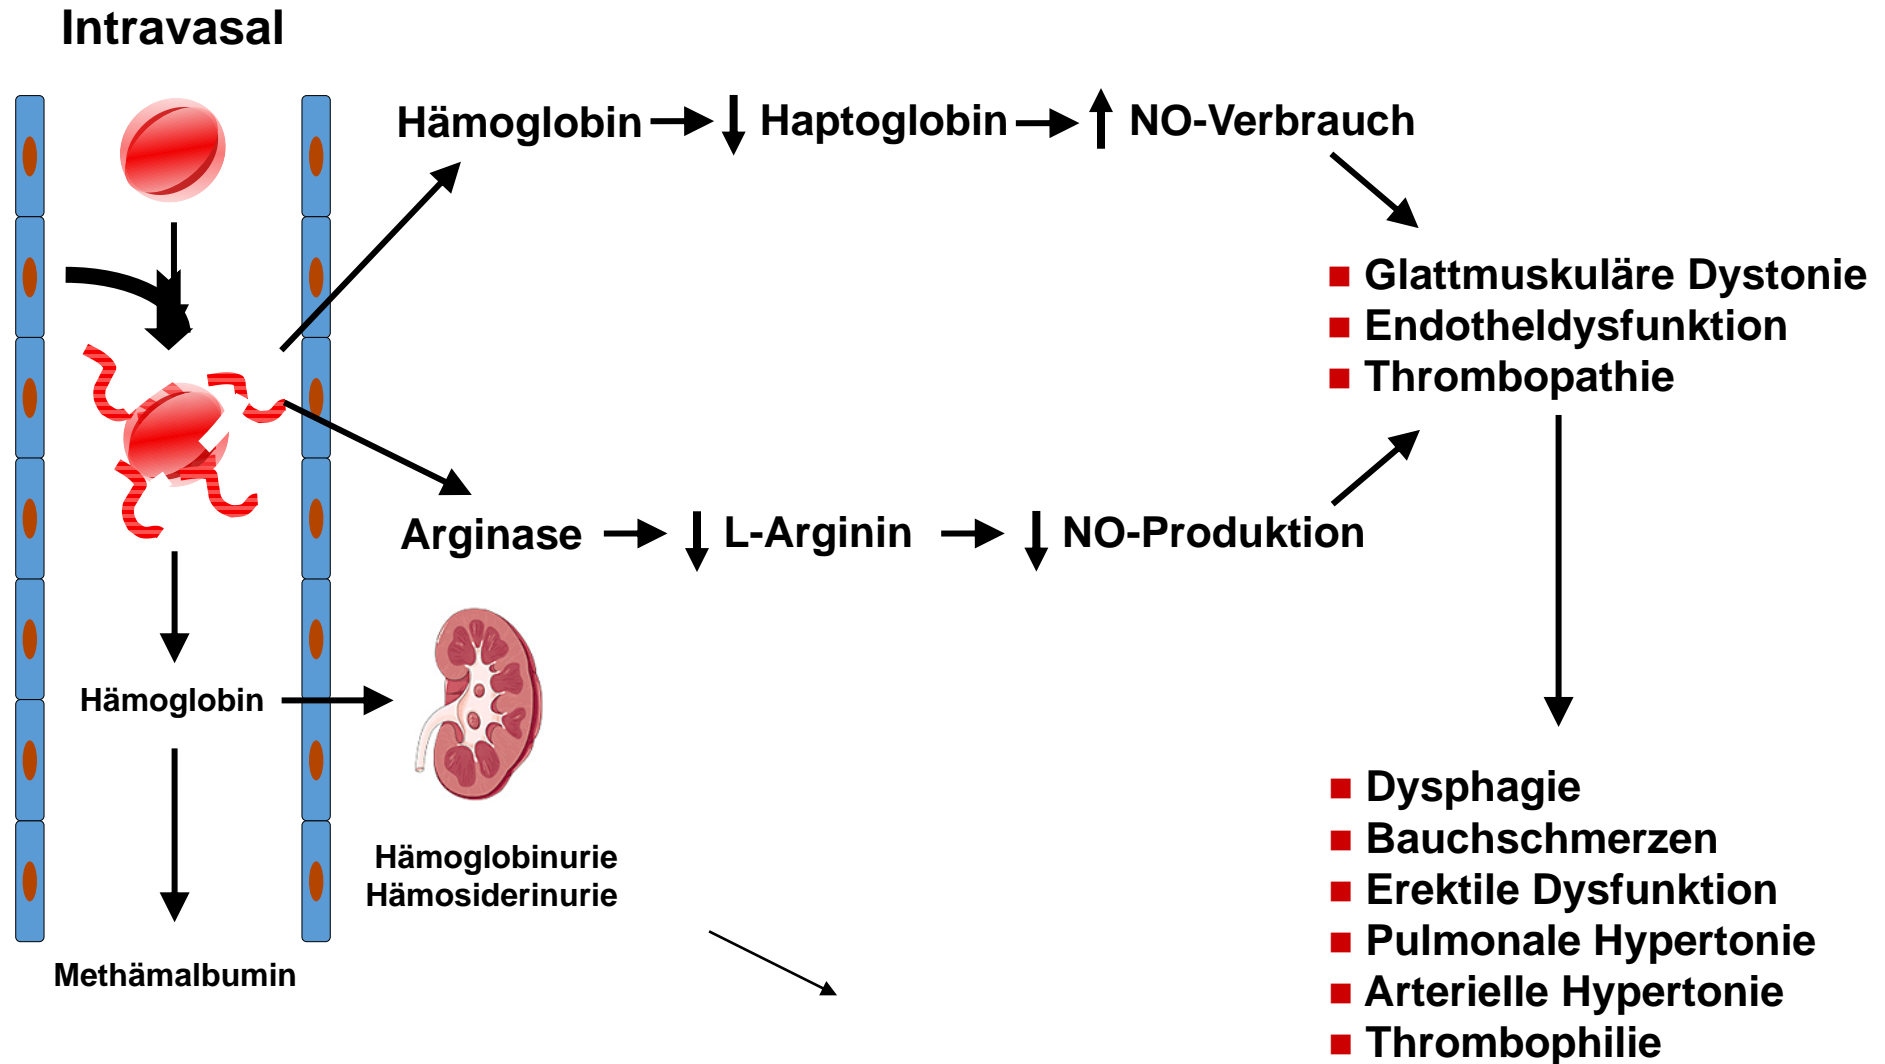 Intravasal
Hämoglobin
Haptoglobin
NO-Verbrauch
Glattmuskuläre Dystonie
Endotheldysfunktion
Thrombopathie
Arginase
L-Arginin
NO-Produktion
Hämoglobin
Hämoglobinurie
Hämosiderinurie
Methämalbumin
Dysphagie
Bauchschmerzen
Erektile Dysfunktion
Pulmonale Hypertonie
Arterielle Hypertonie
Thrombophilie